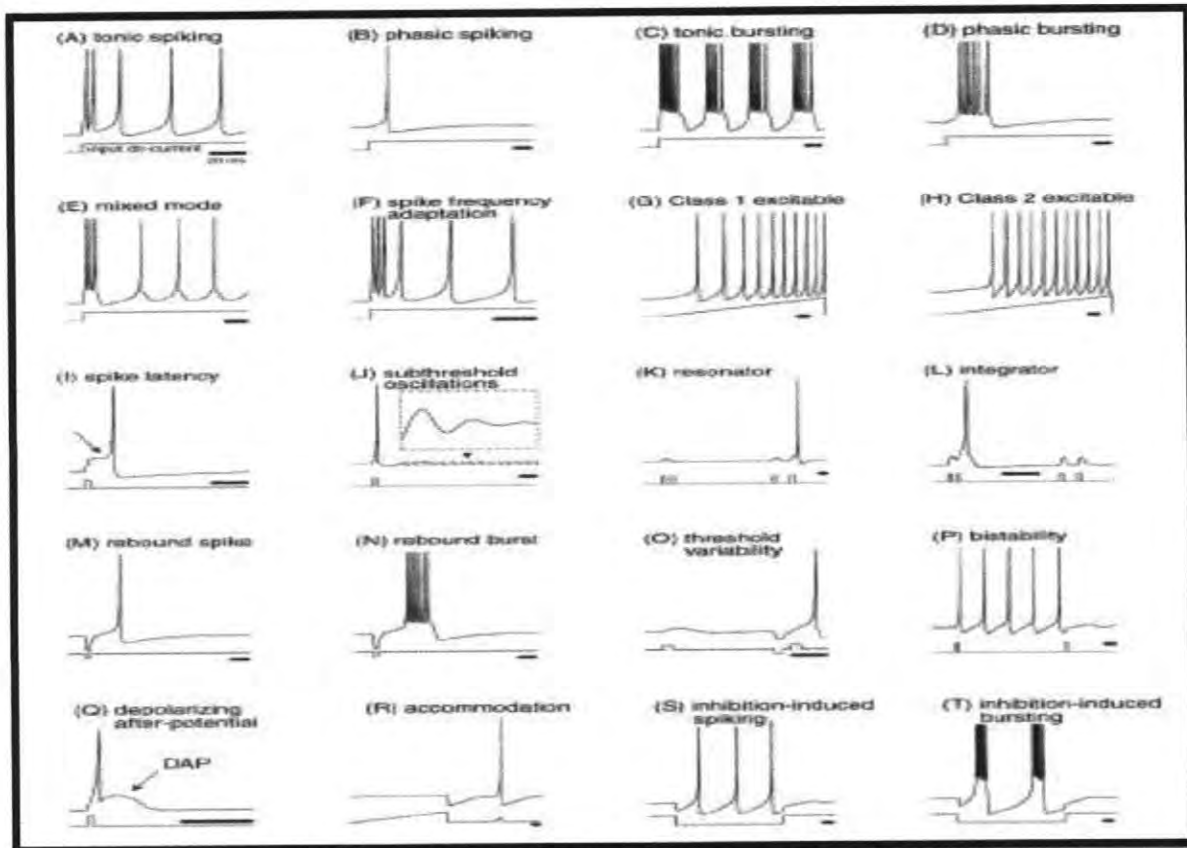 (A) tonic spiking
(B) phasic spiking
(C) tonic bursting
(D) phasic bursting
input dc-current
20 ms
(E) mixed mode
(F) spike frequency
adaptation
(G) Class 1 excitable
(H) Class 2 excitable
(I) spike latency
(J) subthreshold
oscillations
(K) resonator
(L) integrator
(M) rebound spike
(N) rebound burst
(O) threshold
variability
(P) bistability
(Q) depolarizing
after-potential
DAP
(R) accommodation
(S) inhibition-induced
spiking
(T) inhibition-induced
bursting